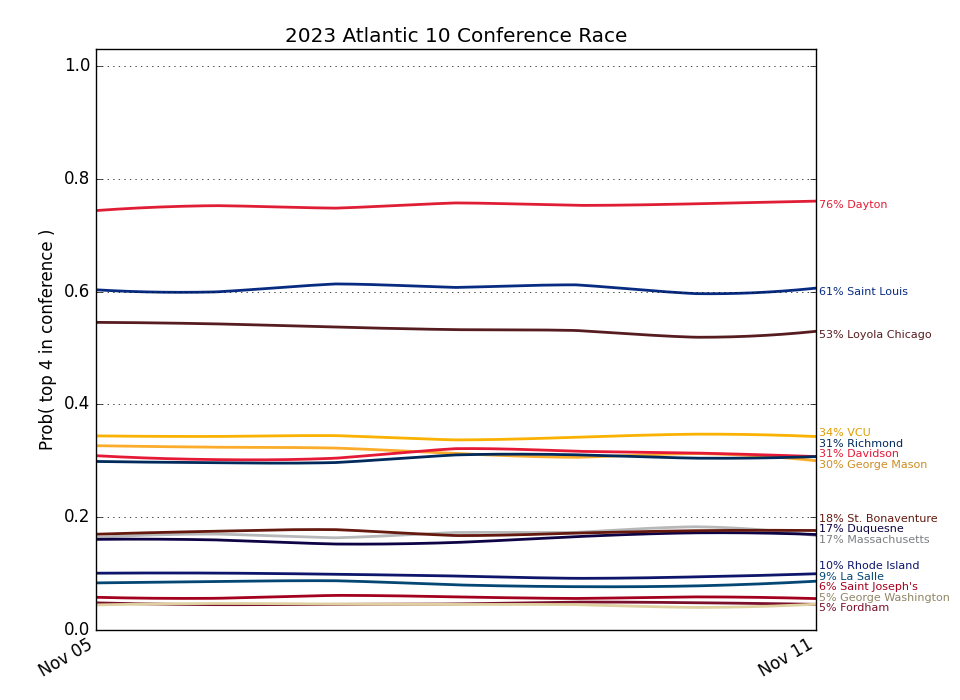 2023 Atlantic 10 Conference Race
Prob( top 4 in conference )
1.0
0.8
0.6
0.4
0.2
0.0
Nov 05
Nov 11
76% Dayton
61% Saint Louis
53% Loyola Chicago
34% VCU
31% Richmond
31% Davidson
30% George Mason
18% St. Bonaventure
17% Duquesne
17% Massachusetts
10% Rhode Island
9% La Salle
6% Saint Joseph's
5% George Washington
5% Fordham